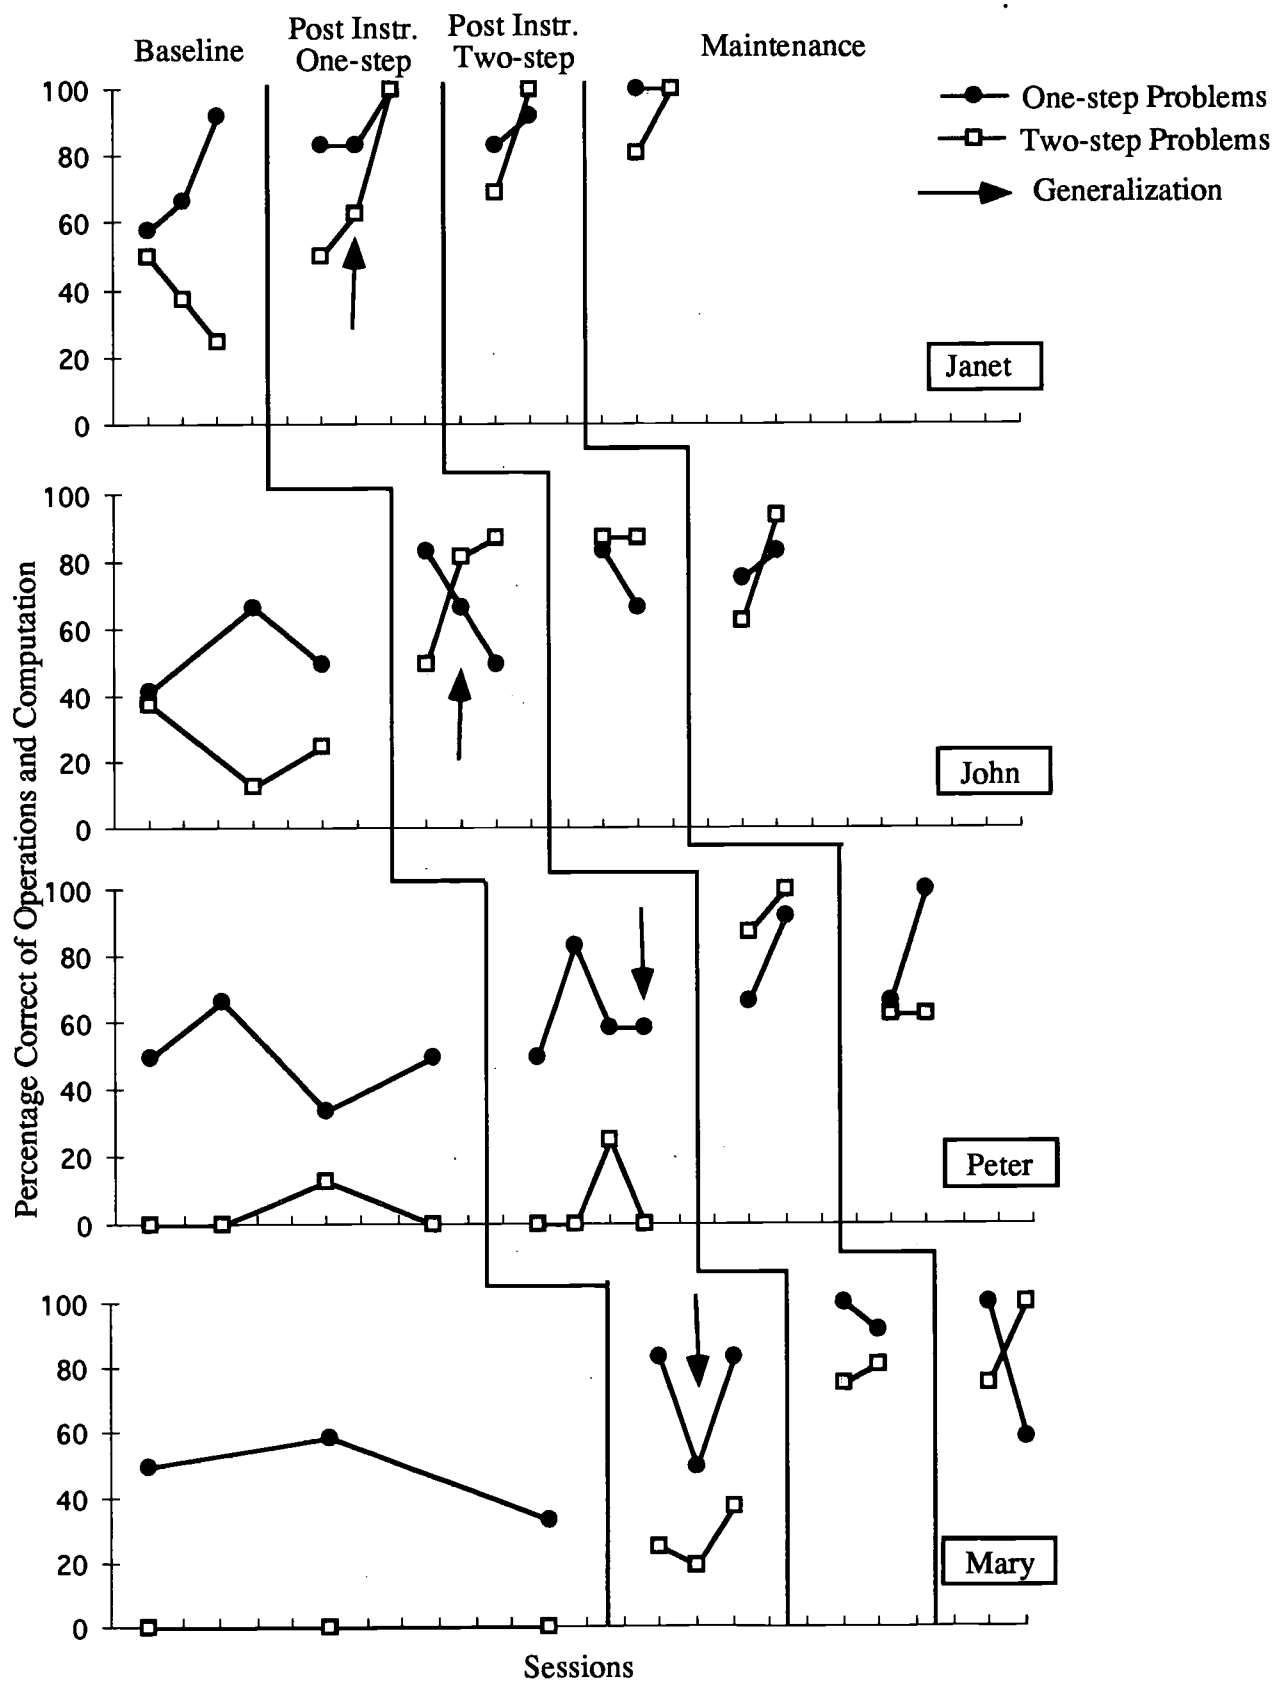 Baseline
Post Instr.
One-step
Post Instr.
Two-step
Maintenance
One-step Problems
Two-step Problems
Generalization
100
80
60
40
20
0
Janet
100
80
60
40
20
0
John
100
80
60
40
20
0
Peter
100
80
60
40
20
0
Mary
Percentage Correct of Operations and Computation
Sessions